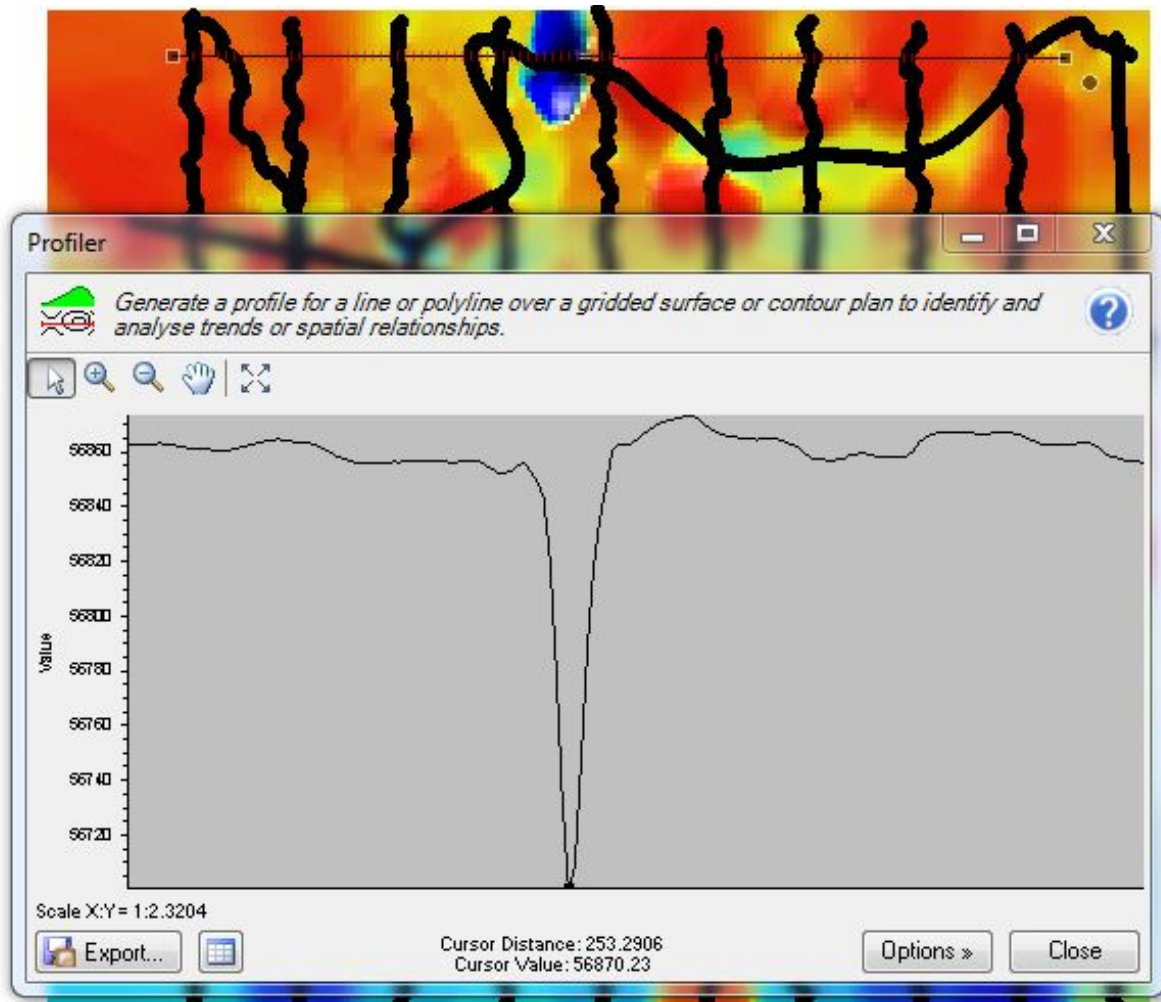 Profiler
Generate a profile for a line or polyline over a gridded surface or contour plan to identify and
analyse trends or spatial relationships.
56860
56840
56820
56800
56780
56760
56740
56720
Value
Scale X:Y= 1:2.3204
Export...
Cursor Distance: 253.2906
Cursor Value: 56870.23
Options »
Close